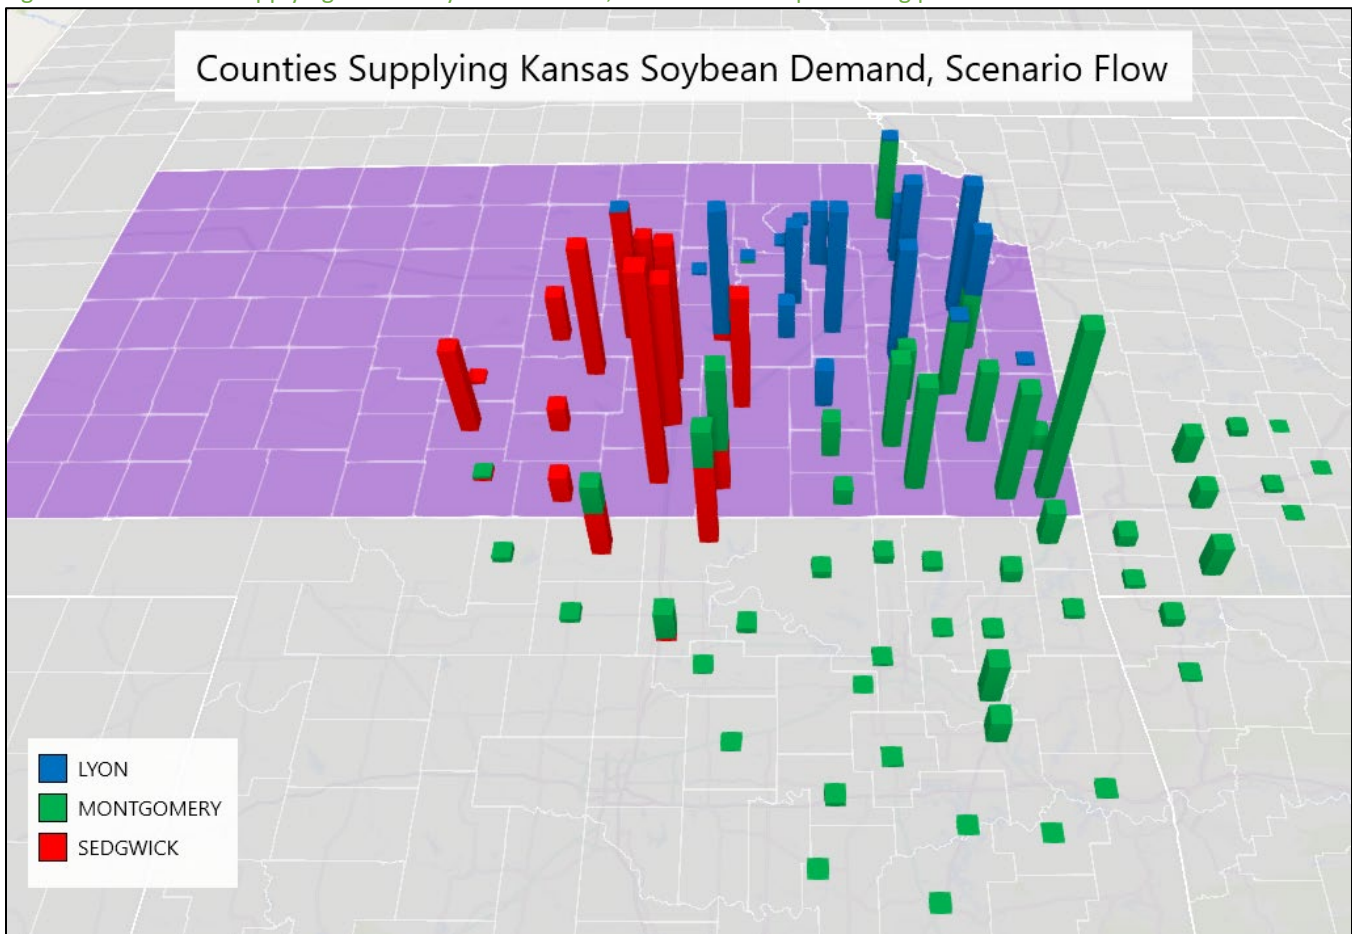 Counties Supplying Kansas Soybean Demand, Scenario Flow
LYON
MONTGOMERY
SEDGWICK